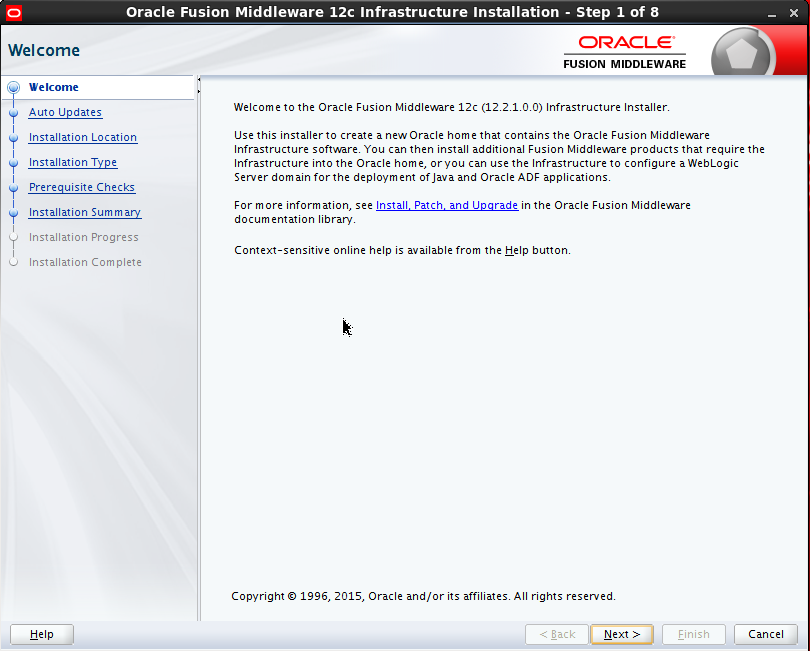 Oracle Fusion Middleware 12c Infrastructure Installation - Step 1 of 8
Welcome
ORACLE
FUSION MIDDLEWARE
Welcome
Auto Updates
Installation Location
Installation Type
Prerequisite Checks
Installation Summary
Installation Progress
Installation Complete
Welcome to the Oracle Fusion Middleware 12c (12.2.1.0.0) Infrastructure Installer.
Use this installer to create a new Oracle home that contains the Oracle Fusion Middleware
Infrastructure software. You can then install additional Fusion Middleware products that require the
Infrastructure into the Oracle home, or you can use the Infrastructure to configure a WebLogic
Server domain for the deployment of Java and Oracle ADF applications.
For more information, see Install, Patch, and Upgrade in the Oracle Fusion Middleware
documentation library.
Context-sensitive online help is available from the Help button.
Copyright © 1996, 2015, Oracle and/or its affiliates. All rights reserved.
Help
< Back
Next >
Finish
Cancel